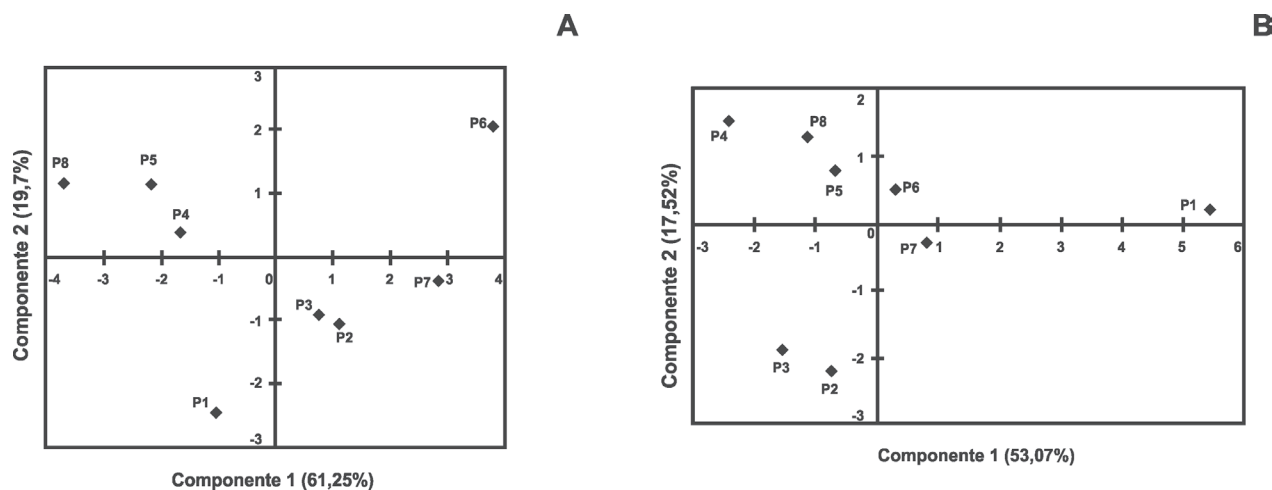 A
3
2
1
0
-1
-2
-3
-4
-3
-2
-1
1
2
3
4
P6
P8
P5
P4
P7
P3
P2
P1
Componente 2 (19,7%)
Componente 1 (61,25%)
B
2
1
0
-1
-2
-3
-3
-2
-1
1
2
3
4
5
6
P4
P8
P5
P6
P1
P7
P3
P2
Componente 2 (17,52%)
Componente 1 (53,07%)